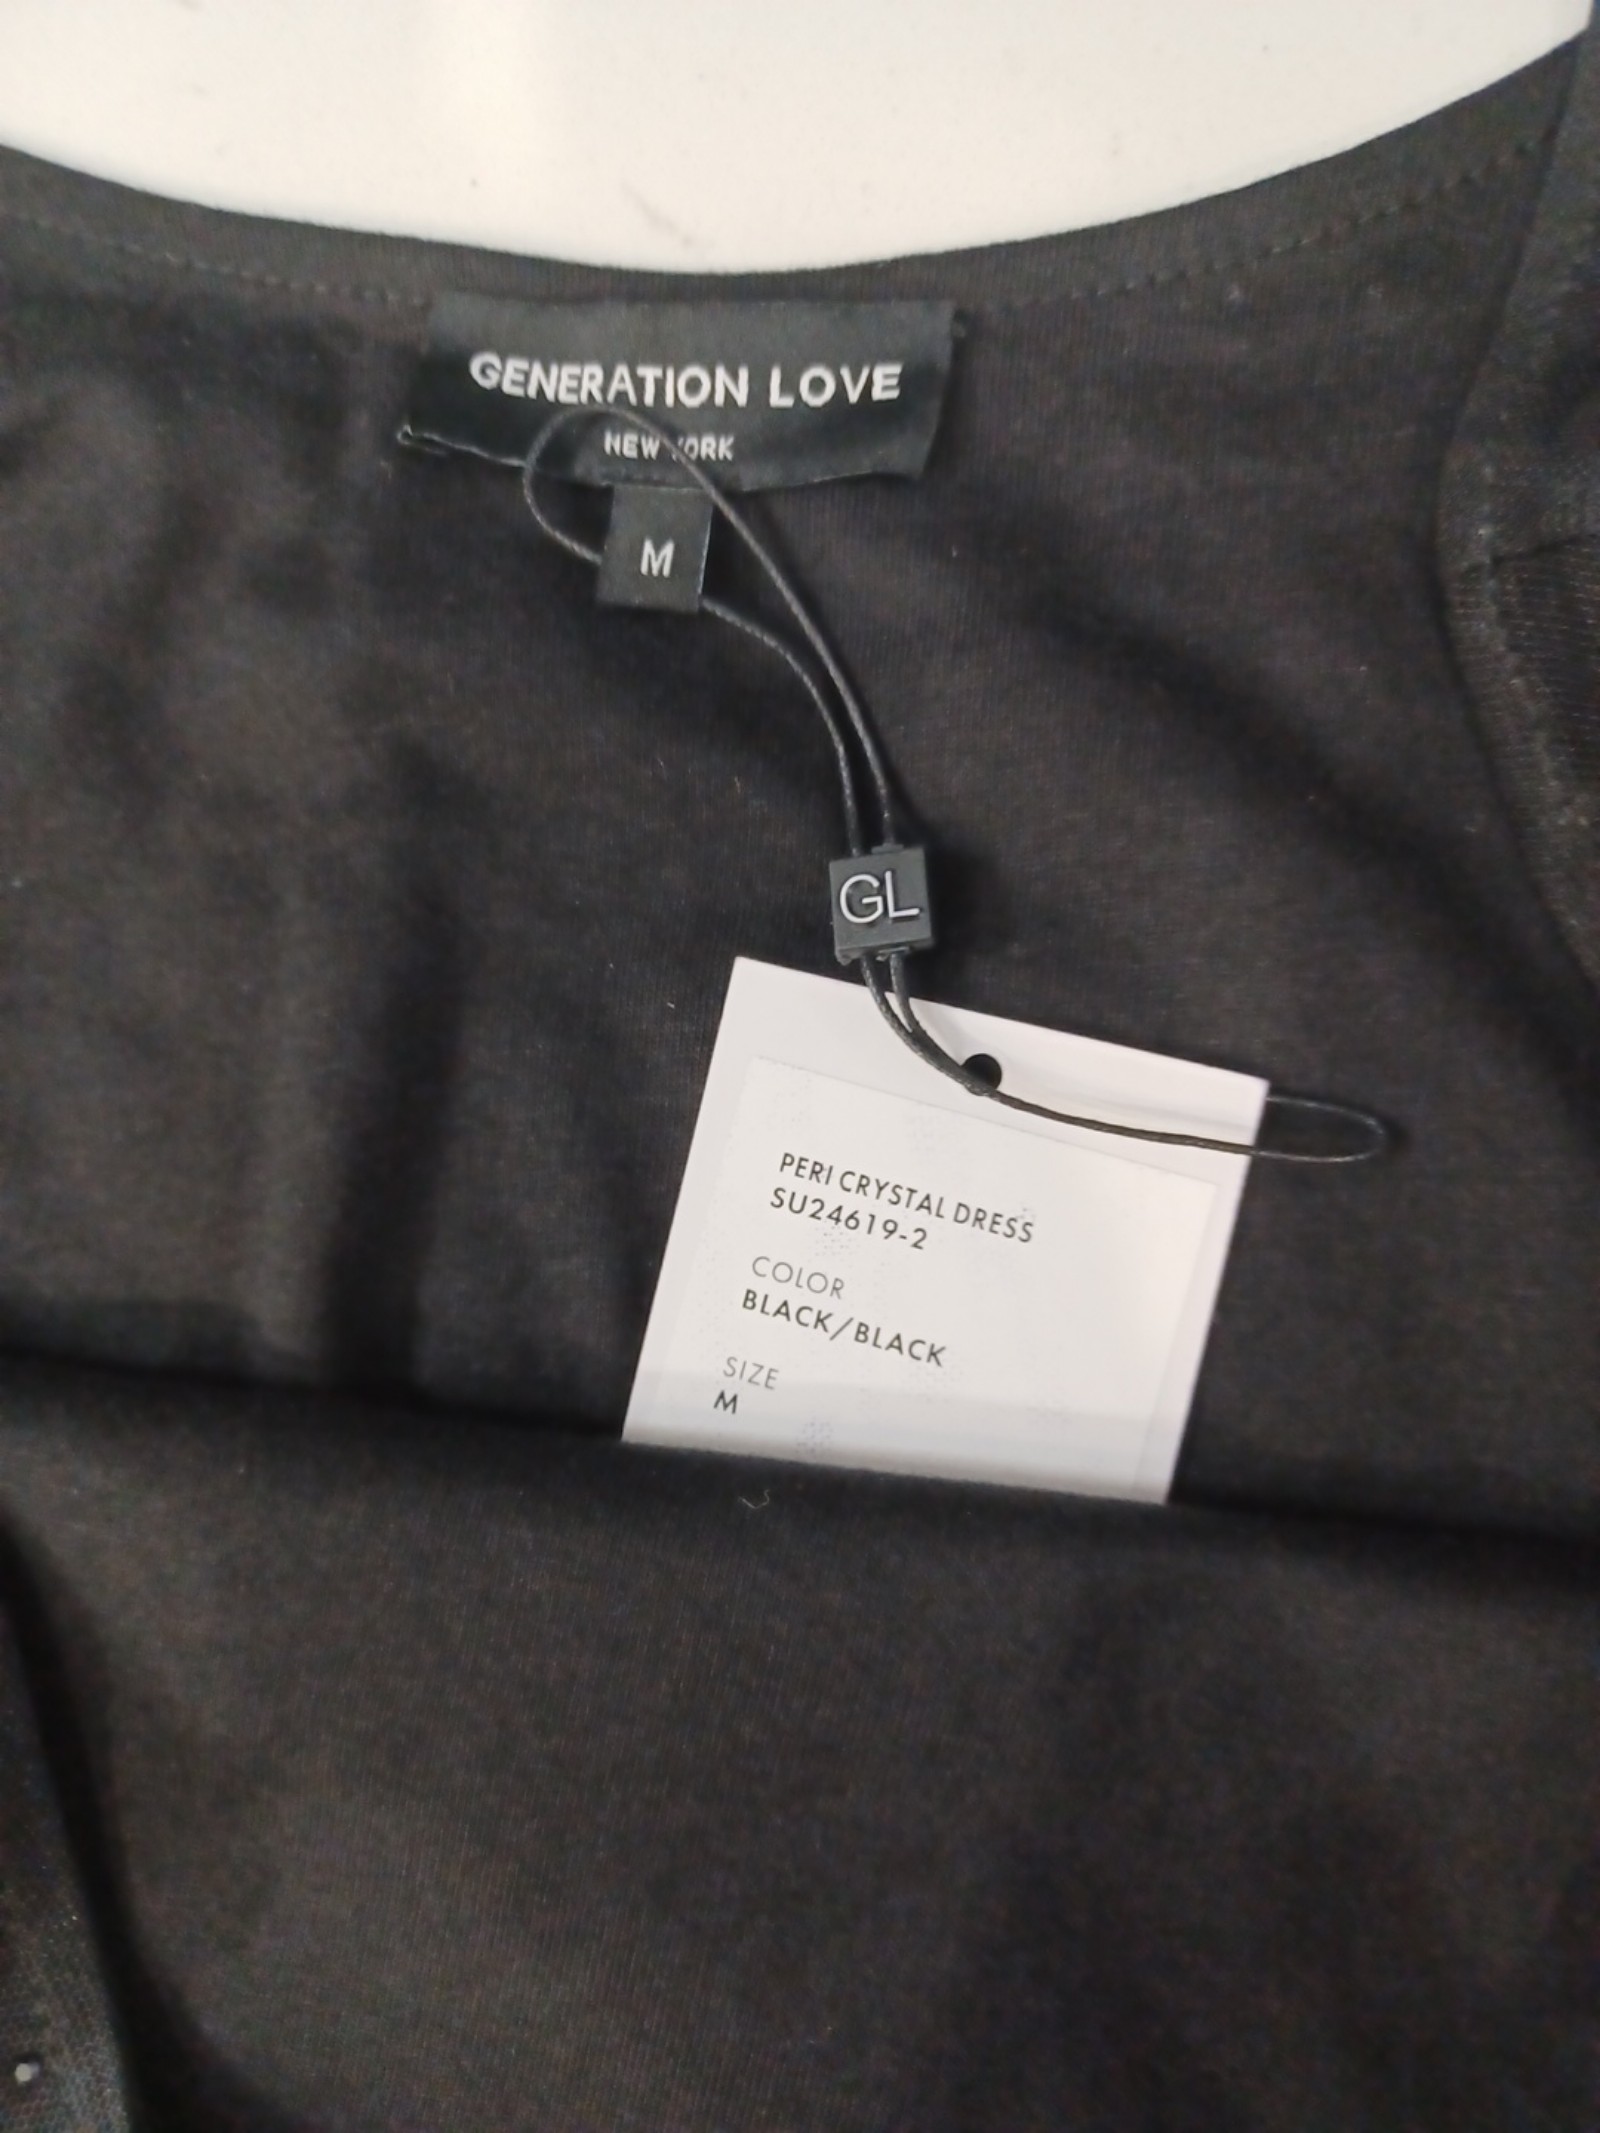 GENERATION LOVE
NEW YORK
M
GL
PERI CRYSTAL DRESS
SU24619-2
COLOR
BLACK/BLACK
SIZE
M